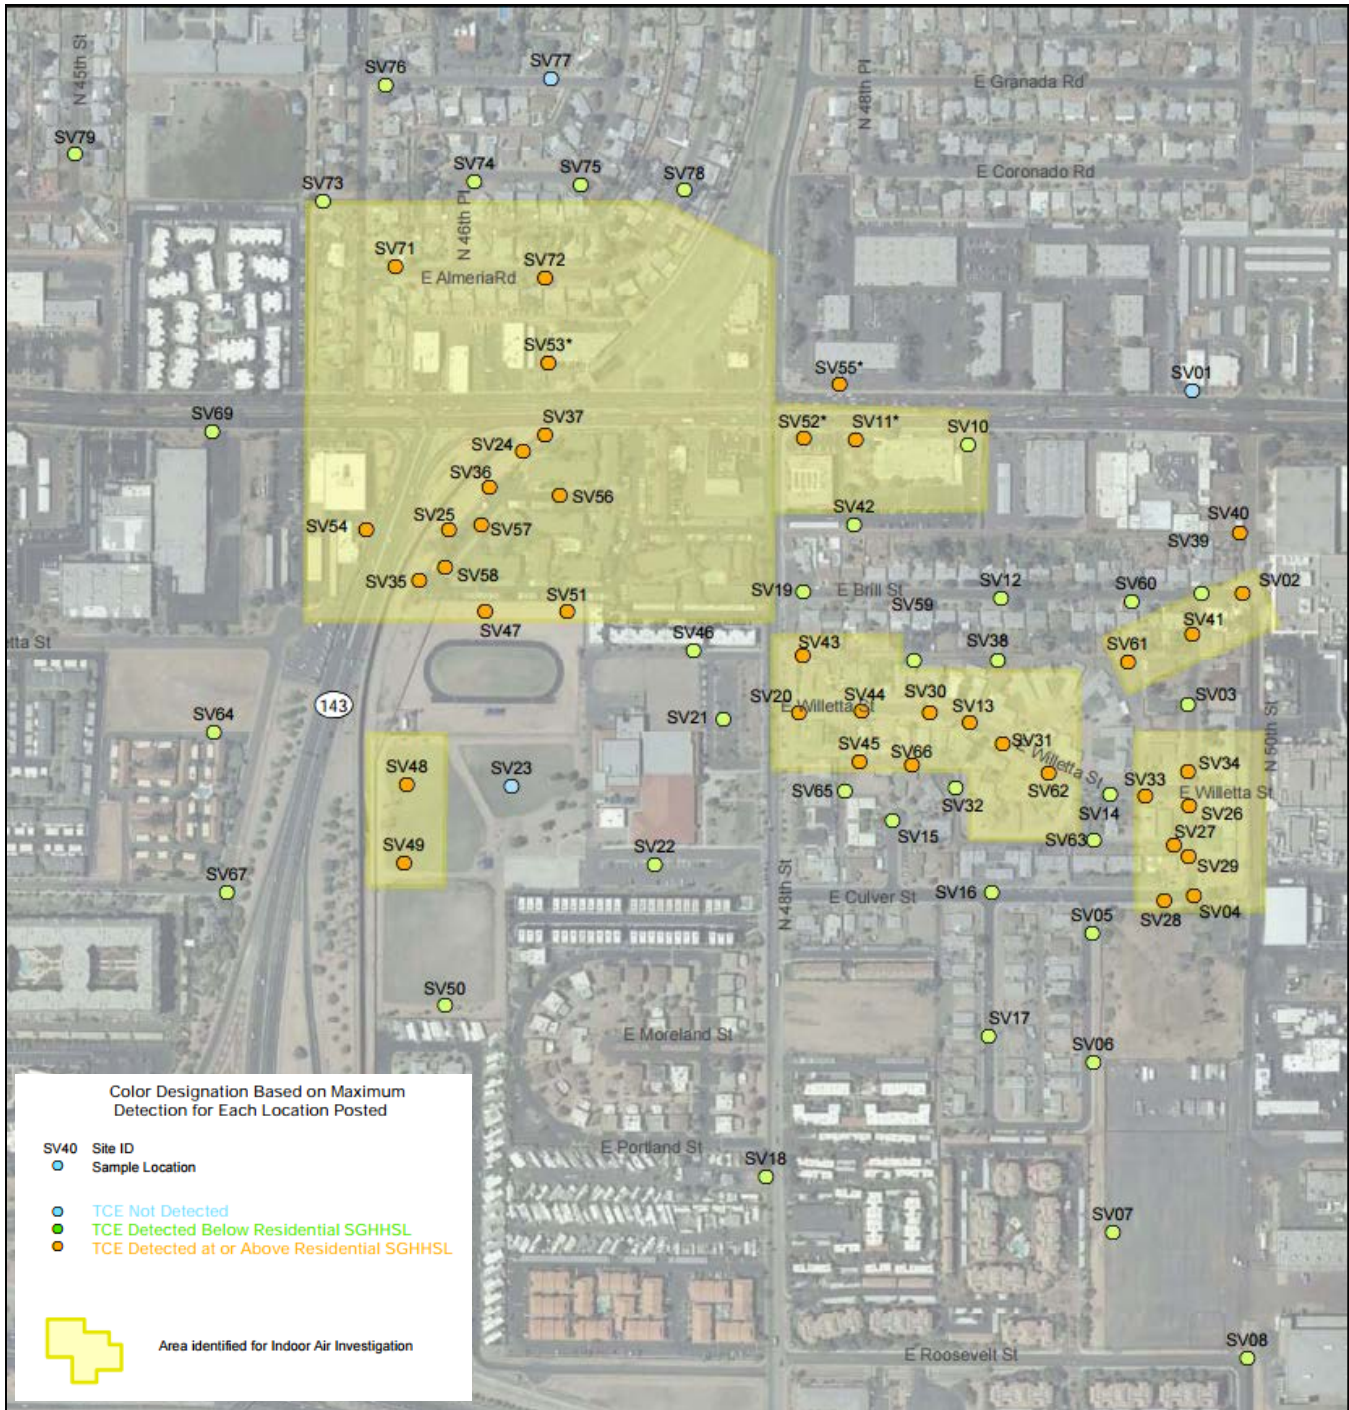 N 45th St
SV76
SV77
N 48th Pl
E Granada Rd
SV79
SV74
SV75
SV78
E Coronado Rd
SV73
N 46th Pl
SV71
SV72
E AlmeriaRd
SV53*
SV55*
SV01
SV69
SV37
SV52*
SV11*
SV10
SV24
SV36
SV56
SV54
SV25
SV57
SV42
SV40
SV39
SV35
SV58
SV19
E Brill St
SV59
SV12
SV60
SV02
SV47
SV51
SV46
SV43
SV38
SV61
SV41
etta St
143
SV64
SV21
SV20
E Willetta St
SV44
SV30
SV13
SV03
N 50th St
SV48
SV23
SV45
SV66
SV31
E Willetta St
SV62
SV33
SV34
E Willetta St
SV65
SV32
SV14
SV26
SV15
SV63
SV27
SV49
SV22
SV29
SV67
N 48th St
E Culver St
SV16
SV28
SV04
SV05
SV50
E Moreland St
SV17
SV06
E Portland St
SV18
SV07
E Roosevelt St
SV08
Color Designation Based on Maximum
Detection for Each Location Posted
SV40 Site ID
Sample Location
TCE Not Detected
TCE Detected Below Residential SGHHSL
TCE Detected at or Above Residential SGHHSL
Area identified for Indoor Air Investigation